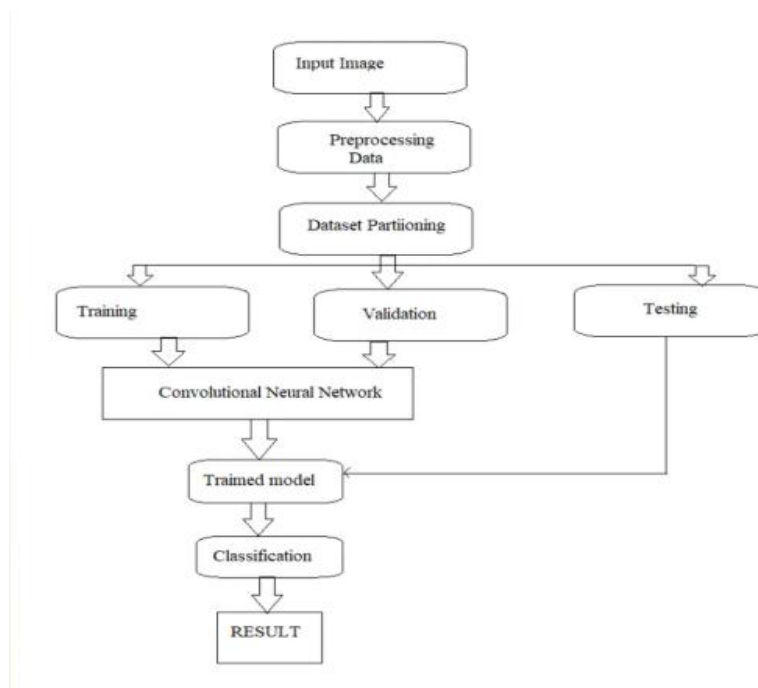 Input Image
Preprocessing
Data
Dataset Partiioning
Training
Validation
Testing
Convolutional Neural Network
Traimed model
Classification
RESULT